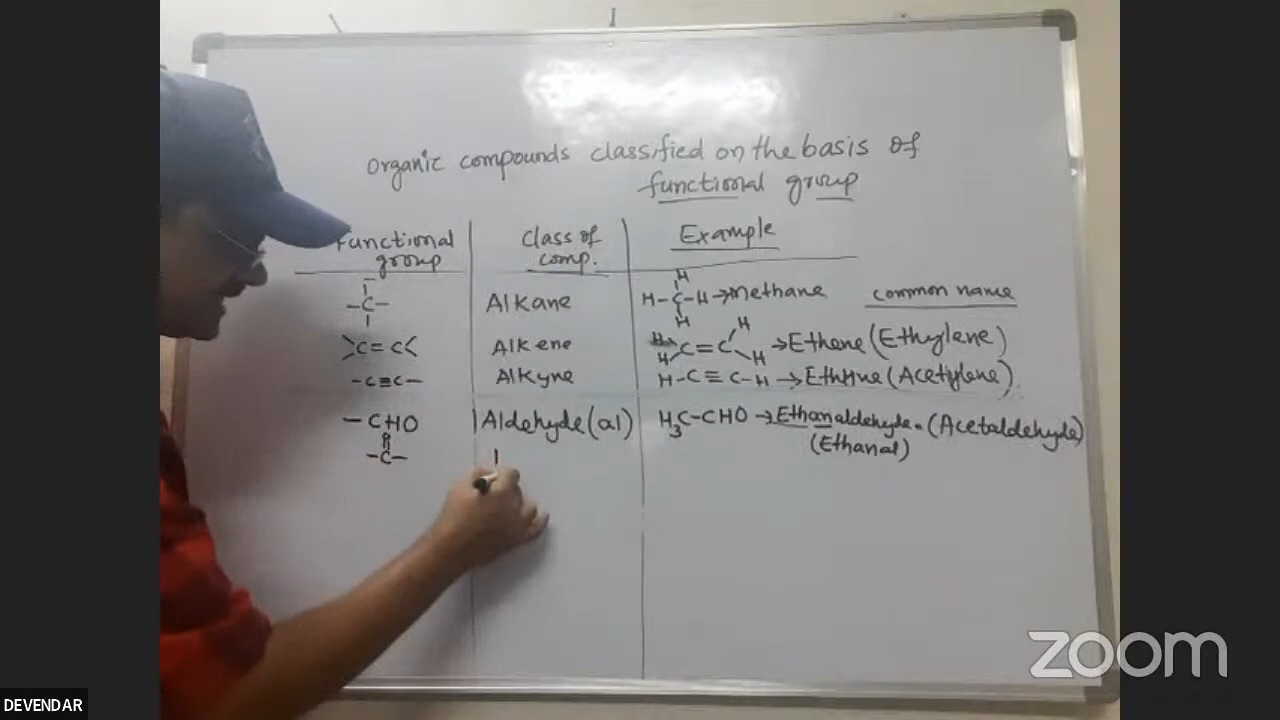 Organic compounds classified on the basis of
functional group
Functional
group
Class of
comp.
Example
-C-
Alkane
H
H-C-H→Methane
H
common name
>C=C<
Alkene
H
C=C
H
H
→Ethene (Ethylene)
-C≡C-
Alkyne
H-C≡C-H→Ethyne (Acetylene).
-CHO
Aldehyde (al)
H3C-CHO→Ethanaldehyde. (Acetaldehyde)
(Ethanal)
-C-
ZOOM
DEVENDAR